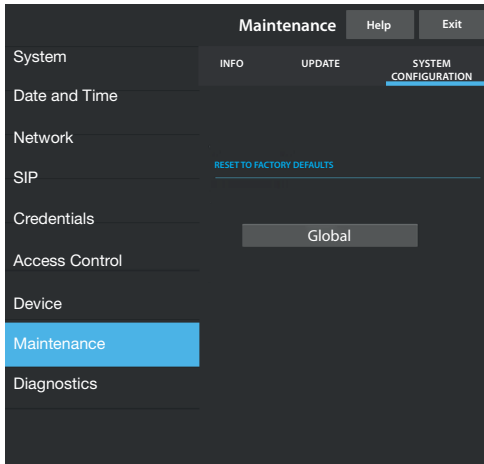 Maintenance
Help
Exit
System
Date and Time
Network
SIP
Credentials
Access Control
Device
Maintenance
Diagnostics
INFO
UPDATE
SYSTEM
CONFIGURATION
RESET TO FACTORY DEFAULTS
Global